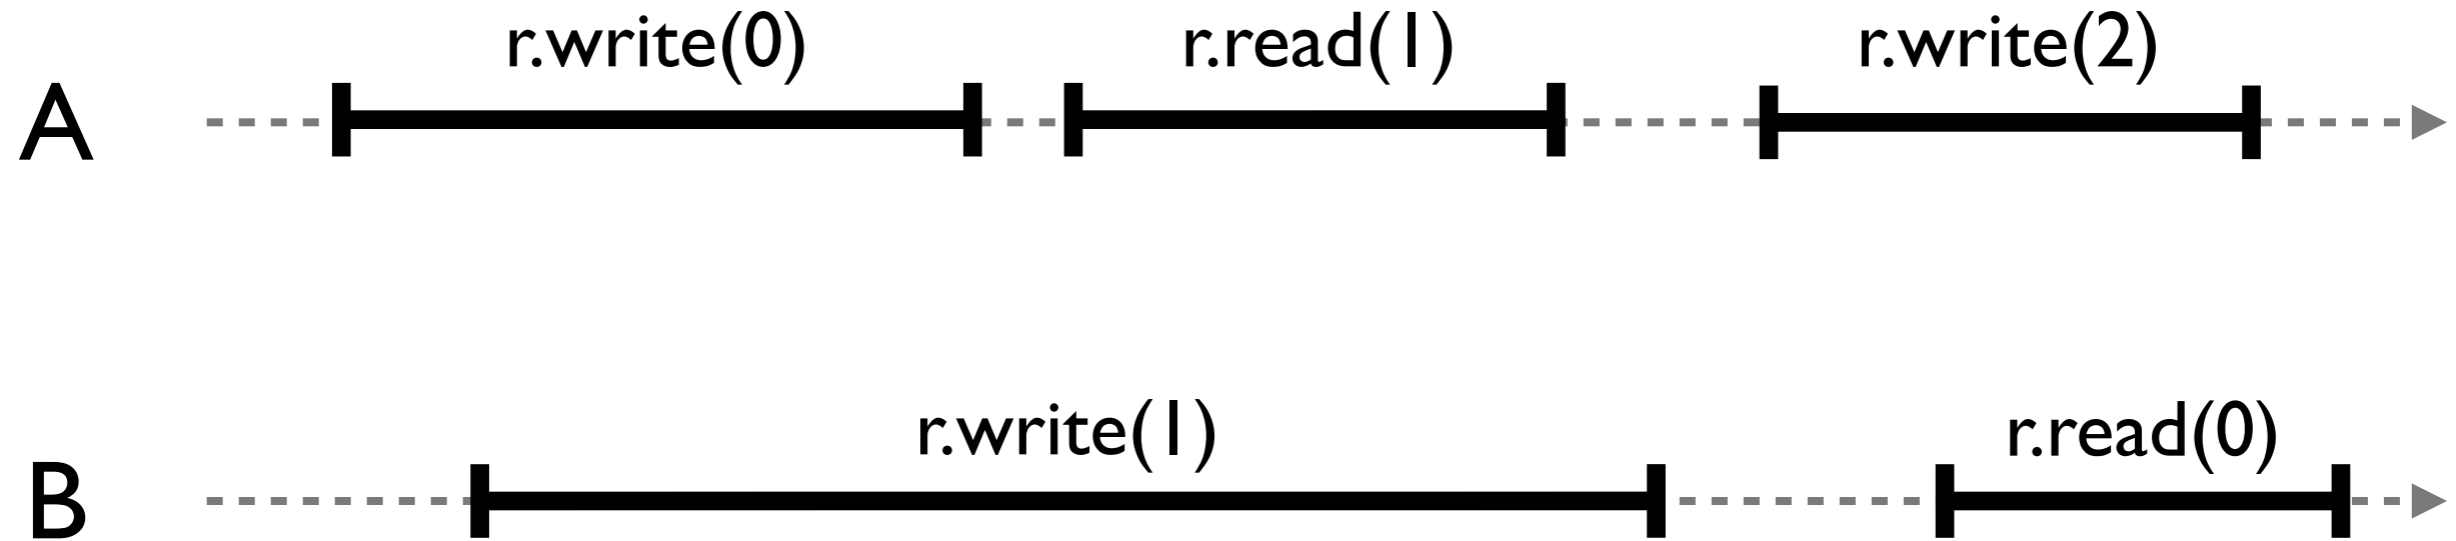 r.write(0) r.read(1) r.write(2)
A
r.write(1) r.read(0)
B